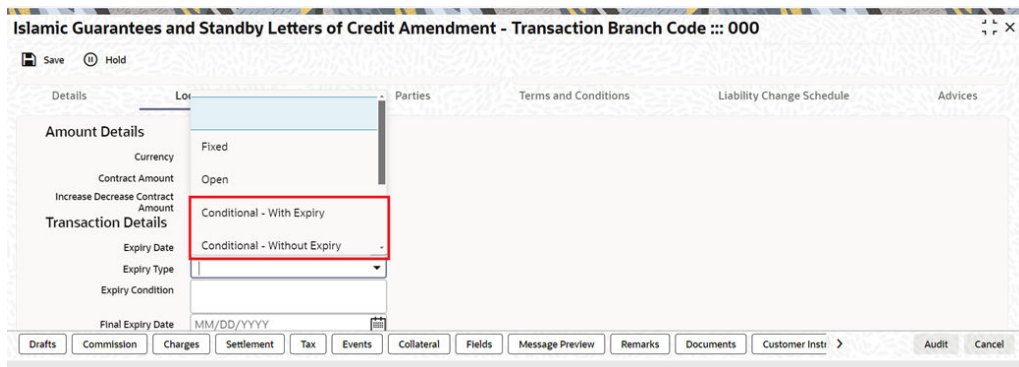 Islamic Guarantees and Standby Letters of Credit Amendment - Transaction Branch Code ::: 000
Save Hold
Details Parties Terms and Conditions Liability Change Schedule Advices
Amount Details
Currency
Contract Amount
Increase Decrease Contract
Amount
Fixed
Open
Conditional - With Expiry
Conditional - Without Expiry
Transaction Details
Expiry Date
Expiry Type
Expiry Condition
Final Expiry Date MM/DD/YYYY
Drafts Commission Charges Settlement Tax Events Collateral Fields Message Preview Remarks Documents Customer Audit Cancel